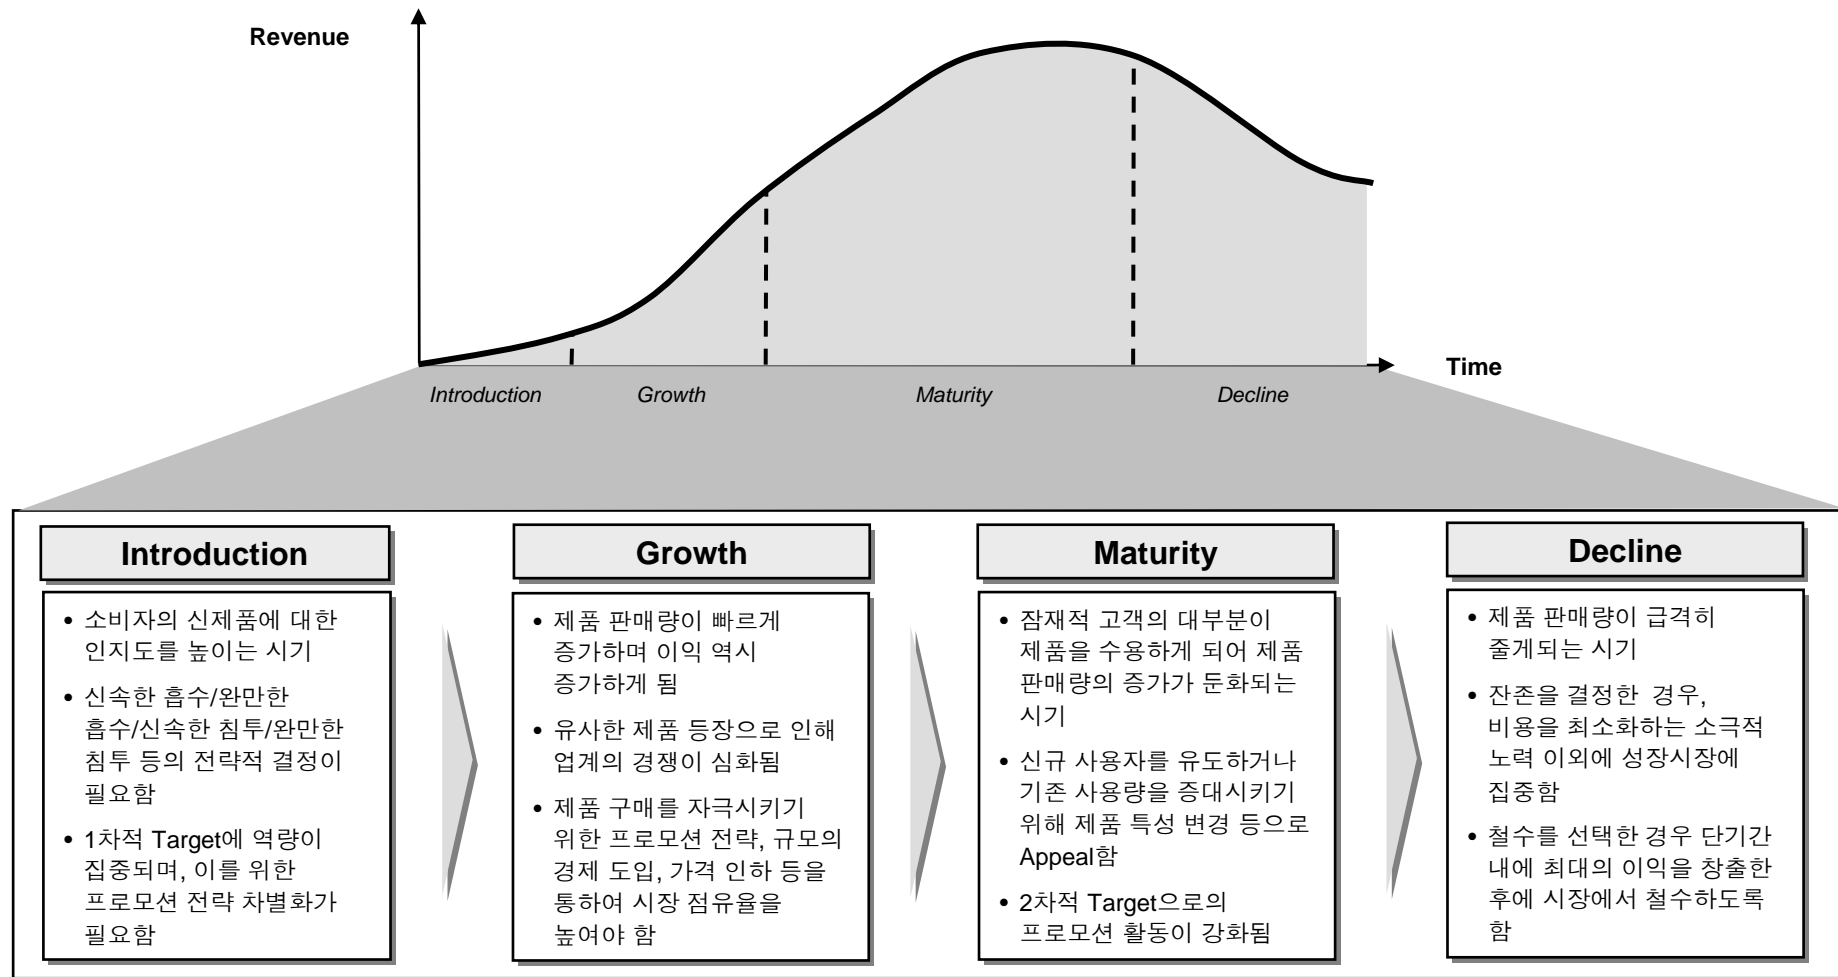 Revenue
Time
Introduction
Growth
Maturity
Decline
Introduction
• 소비자의 신제품에 대한
인지도를 높이는 시기
• 신속한 흡수/완만한
흡수/신속한 침투/완만한
침투 등의 전략적 결정이
필요함
• 1차적 Target에 역량이
집중되며, 이를 위한
프로모션 전략 차별화가
필요함
Growth
• 제품 판매량이 빠르게
증가하며 이익 역시
증가하게 됨
• 유사한 제품 등장으로 인해
업계의 경쟁이 심화됨
• 제품 구매를 자극시키기
위한 프로모션 전략, 규모의
경제 도입, 가격 인하 등을
통하여 시장 점유율을
높여야 함
Maturity
• 잠재적 고객의 대부분이
제품을 수용하게 되어 제품
판매량의 증가가 둔화되는
시기
• 신규 사용자를 유도하거나
기존 사용량을 증대시키기
위해 제품 특성 변경 등으로
Appeal함
• 2차적 Target으로의
프로모션 활동이 강화됨
Decline
• 제품 판매량이 급격히
줄게되는 시기
• 잔존을 결정한 경우,
비용을 최소화하는 소극적
노력 이외에 성장시장에
집중함
• 철수를 선택한 경우 단기간
내에 최대의 이익을 창출한
후에 시장에서 철수하도록
함